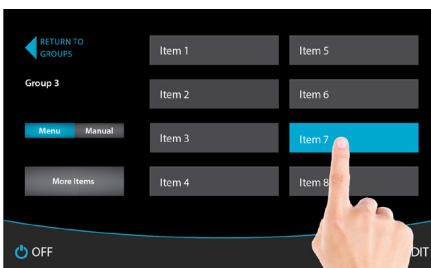 RETURN TO
GROUPS
Group 3
Menu Manual
More Items
Item 1
Item 2
Item 3
Item 4
Item 5
Item 6
Item 7
Item 8
OFF
DIT